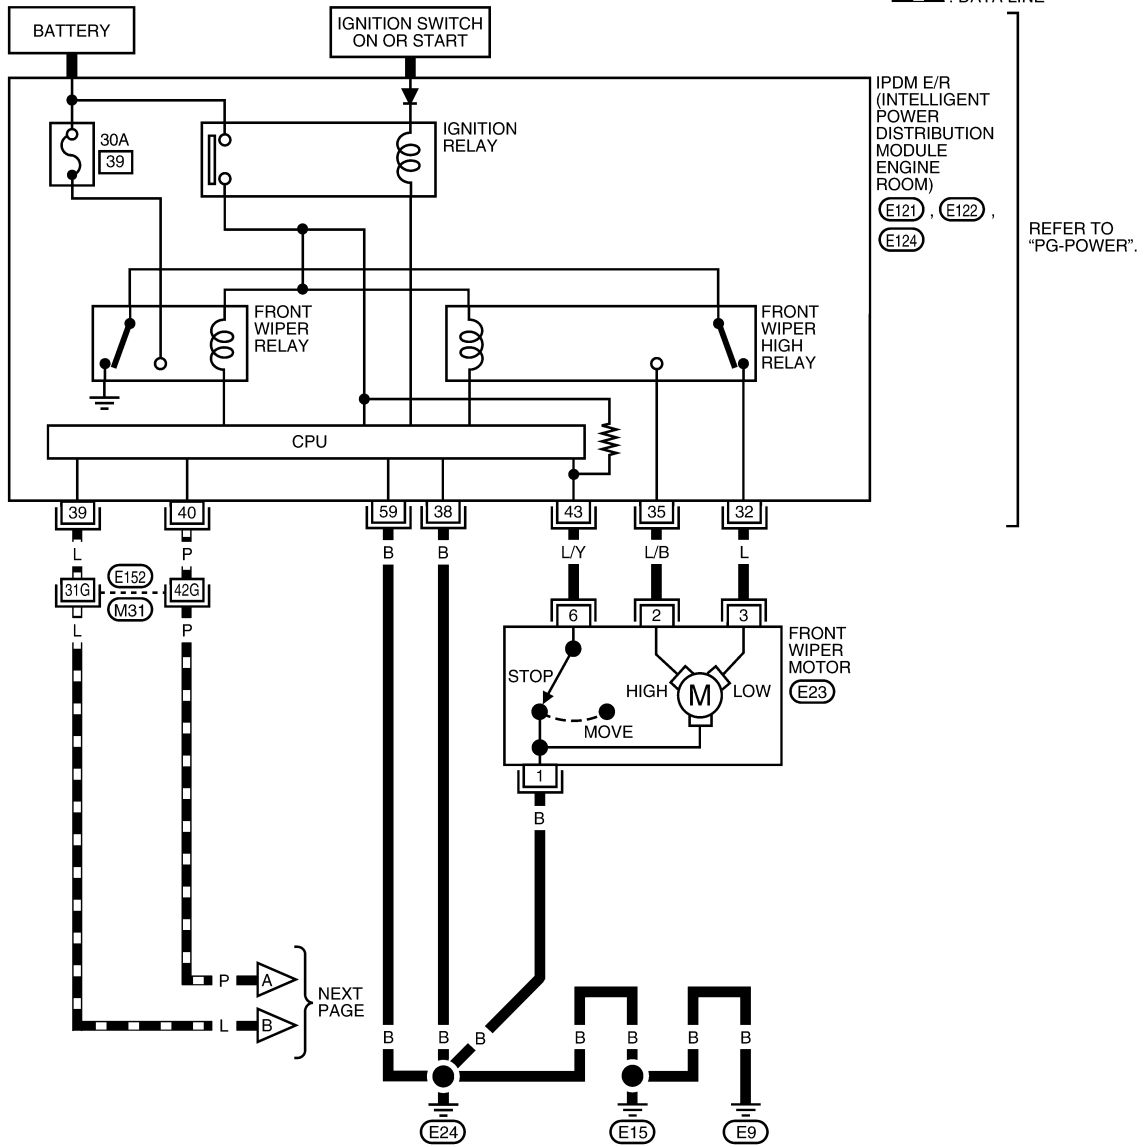 : DATA LINE
BATTERY
IGNITION SWITCH
ON OR START
IPDM E/R
(INTELLIGENT
POWER
DISTRIBUTION
MODULE
ENGINE
ROOM)
E121 , E122 ,
E124
REFER TO
“PG-POWER”.
30A
39
IGNITION
RELAY
FRONT
WIPER
RELAY
FRONT
WIPER
HIGH
RELAY
CPU
39 40 59 38 43 35 32
L P B B L/Y L/B L
31G E152 42G
M31
L P
6 2 3
FRONT
WIPER
MOTOR
E23
STOP
HIGH M LOW
MOVE
1
B
P A
L B
NEXT
PAGE
B B B B B B B
E24 E15 E9